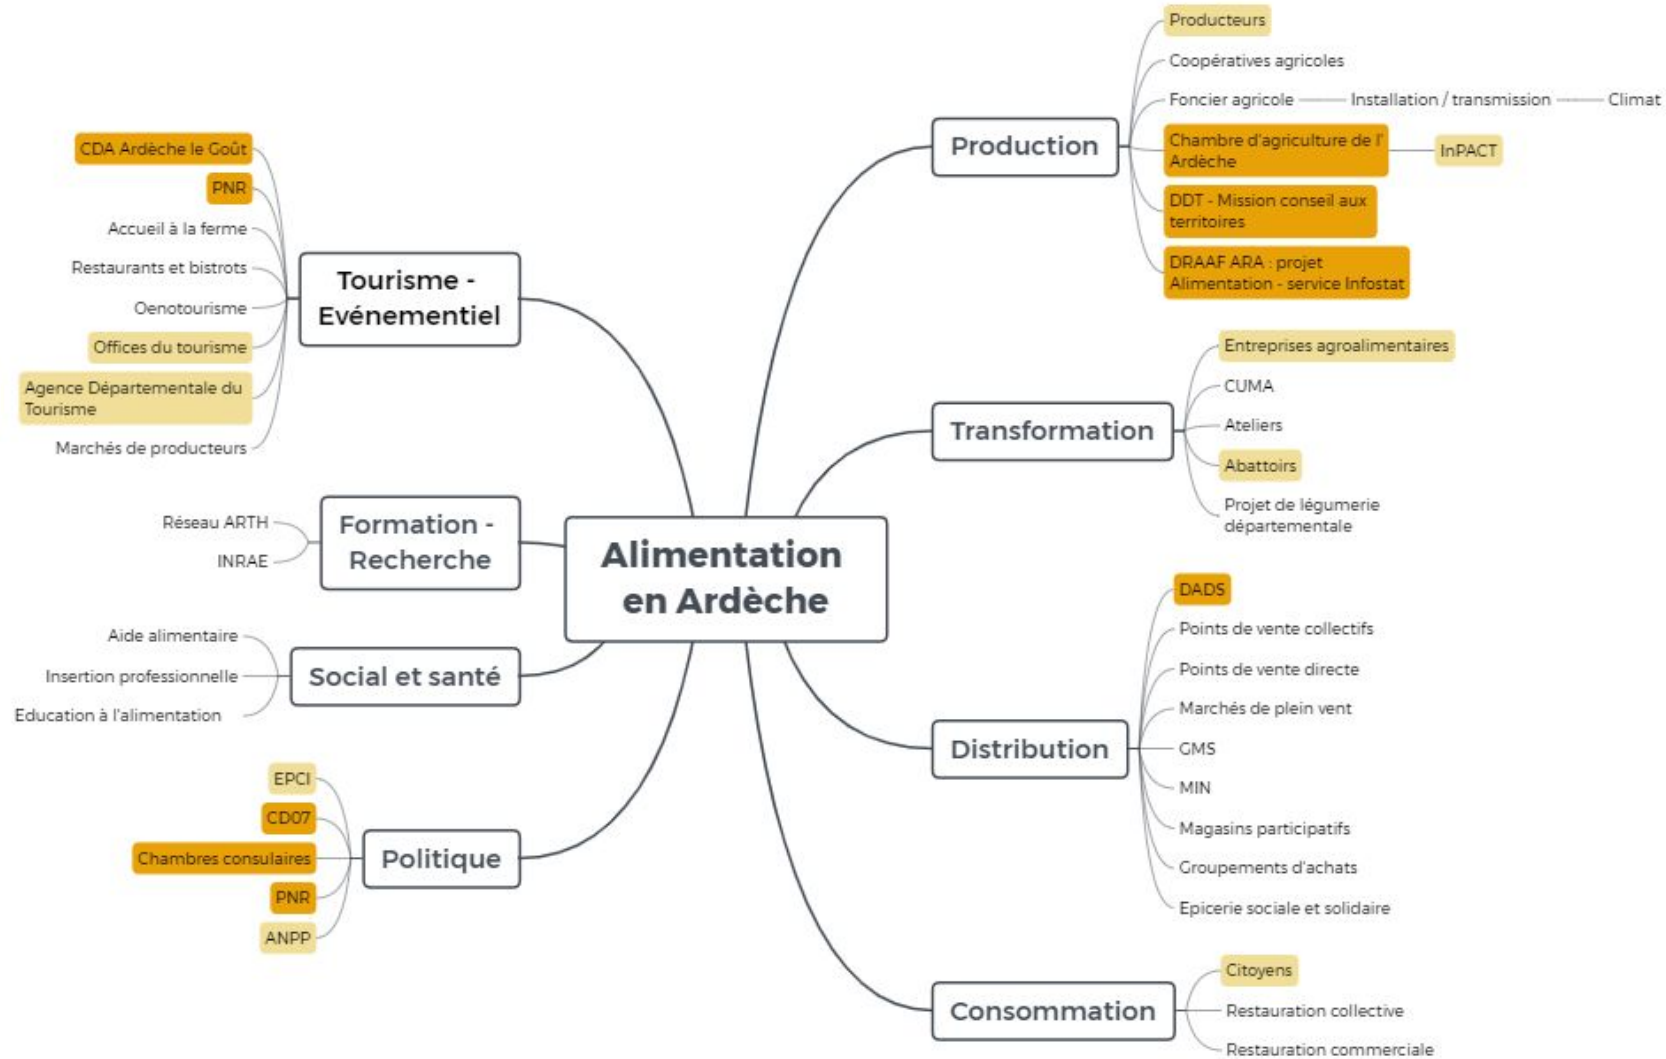 Alimentation
en Ardèche
Production
Producteurs
Coopératives agricoles
Foncier agricole
Installation / transmission
Climat
Chambre d'agriculture de l'
Ardèche
InPACT
DDT - Mission conseil aux
territoires
DRAAF ARA : projet
Alimentation - service Infostat
Transformation
Entreprises agroalimentaires
CUMA
Ateliers
Abattoirs
Projet de légumerie
départementale
Distribution
DADS
Points de vente collectifs
Points de vente directe
Marchés de plein vent
GMS
MIN
Magasins participatifs
Groupements d'achats
Epicerie sociale et solidaire
Consommation
Citoyens
Restauration collective
Restauration commerciale
Tourisme -
Evénementiel
CDA Ardèche le Goût
PNR
Accueil à la ferme
Restaurants et bistrots
Oenotourisme
Offices du tourisme
Agence Départementale du
Tourisme
Marchés de producteurs
Formation -
Recherche
Réseau ARTH
INRAE
Social et santé
Aide alimentaire
Insertion professionnelle
Education à l'alimentation
Politique
EPCI
CD07
Chambres consulaires
PNR
ANPP